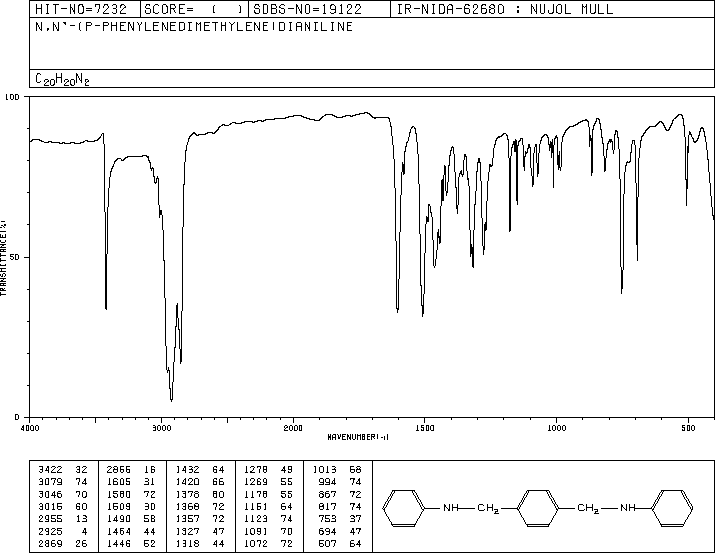 HIT-NO=7232 SCORE= ( ) SDBS-NO=19122 IR-NIDA-62680 : NUJOL MULL
N,N'-(P-PHENYLENEDIMETHYLENE)DIANILINE
C20H20N2
100
50
0
TRANSMITTANCE(%)
4000 3000 2000 1500 1000 500
WAVENUMBER(-1)
3422 32 2866 16 1432 64 1278 49 1013 68
3079 74 1605 31 1420 66 1269 55 994 74
3046 70 1580 72 1378 60 1178 55 867 72
3015 60 1509 30 1368 72 1151 64 817 74
2955 13 1490 58 1357 72 1123 74 753 37
2925 4 1464 44 1327 47 1091 70 694 47
2869 26 1446 52 1318 44 1072 72 507 64
NH CH2 CH2 NH